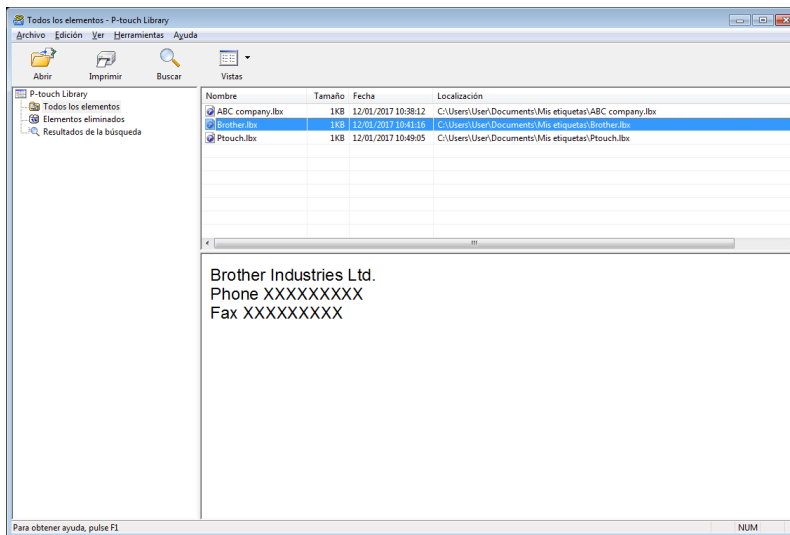 Todos los elementos - P-touch Library
Archivo Edición Ver Herramientas Ayuda
Abrir Imprimir Buscar Vistas
P-touch Library
Todos los elementos
Elementos eliminados
Resultados de la búsqueda
Nombre Tamaño Fecha Localización
ABC company.lbx 1KB 12/01/2017 10:38:12 C:\Users\User\Documents\Mis etiquetas\ABC company.lbx
Brother.lbx 1KB 12/01/2017 10:41:16 C:\Users\User\Documents\Mis etiquetas\Brother.lbx
Ptouch.lbx 1KB 12/01/2017 10:49:05 C:\Users\User\Documents\Mis etiquetas\Ptouch.lbx
Brother Industries Ltd.
Phone XXXXXXXXX
Fax XXXXXXXXX
Para obtener ayuda, pulse F1 NUM